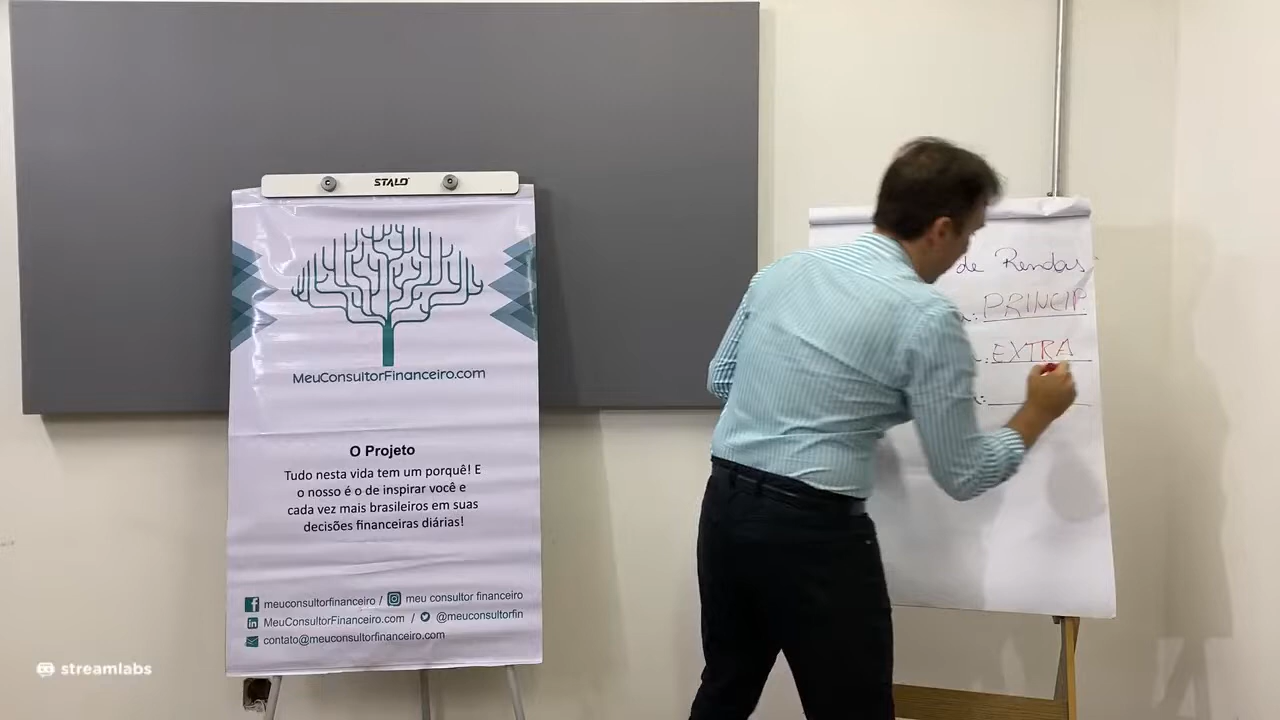 STALO
MeuConsultorFinanceiro.com
O Projeto
Tudo nesta vida tem um porquê! E
o nosso é o de inspirar você e
cada vez mais brasileiros em suas
decisões financeiras diárias!
meuconsultorfinanceiro / meu consultor financeiro
MeuConsultorFinanceiro.com / @meuconsultorfin
contato@meuconsultorfinanceiro.com
de Rendas
PRINCIP
EXTRA
streamlabs